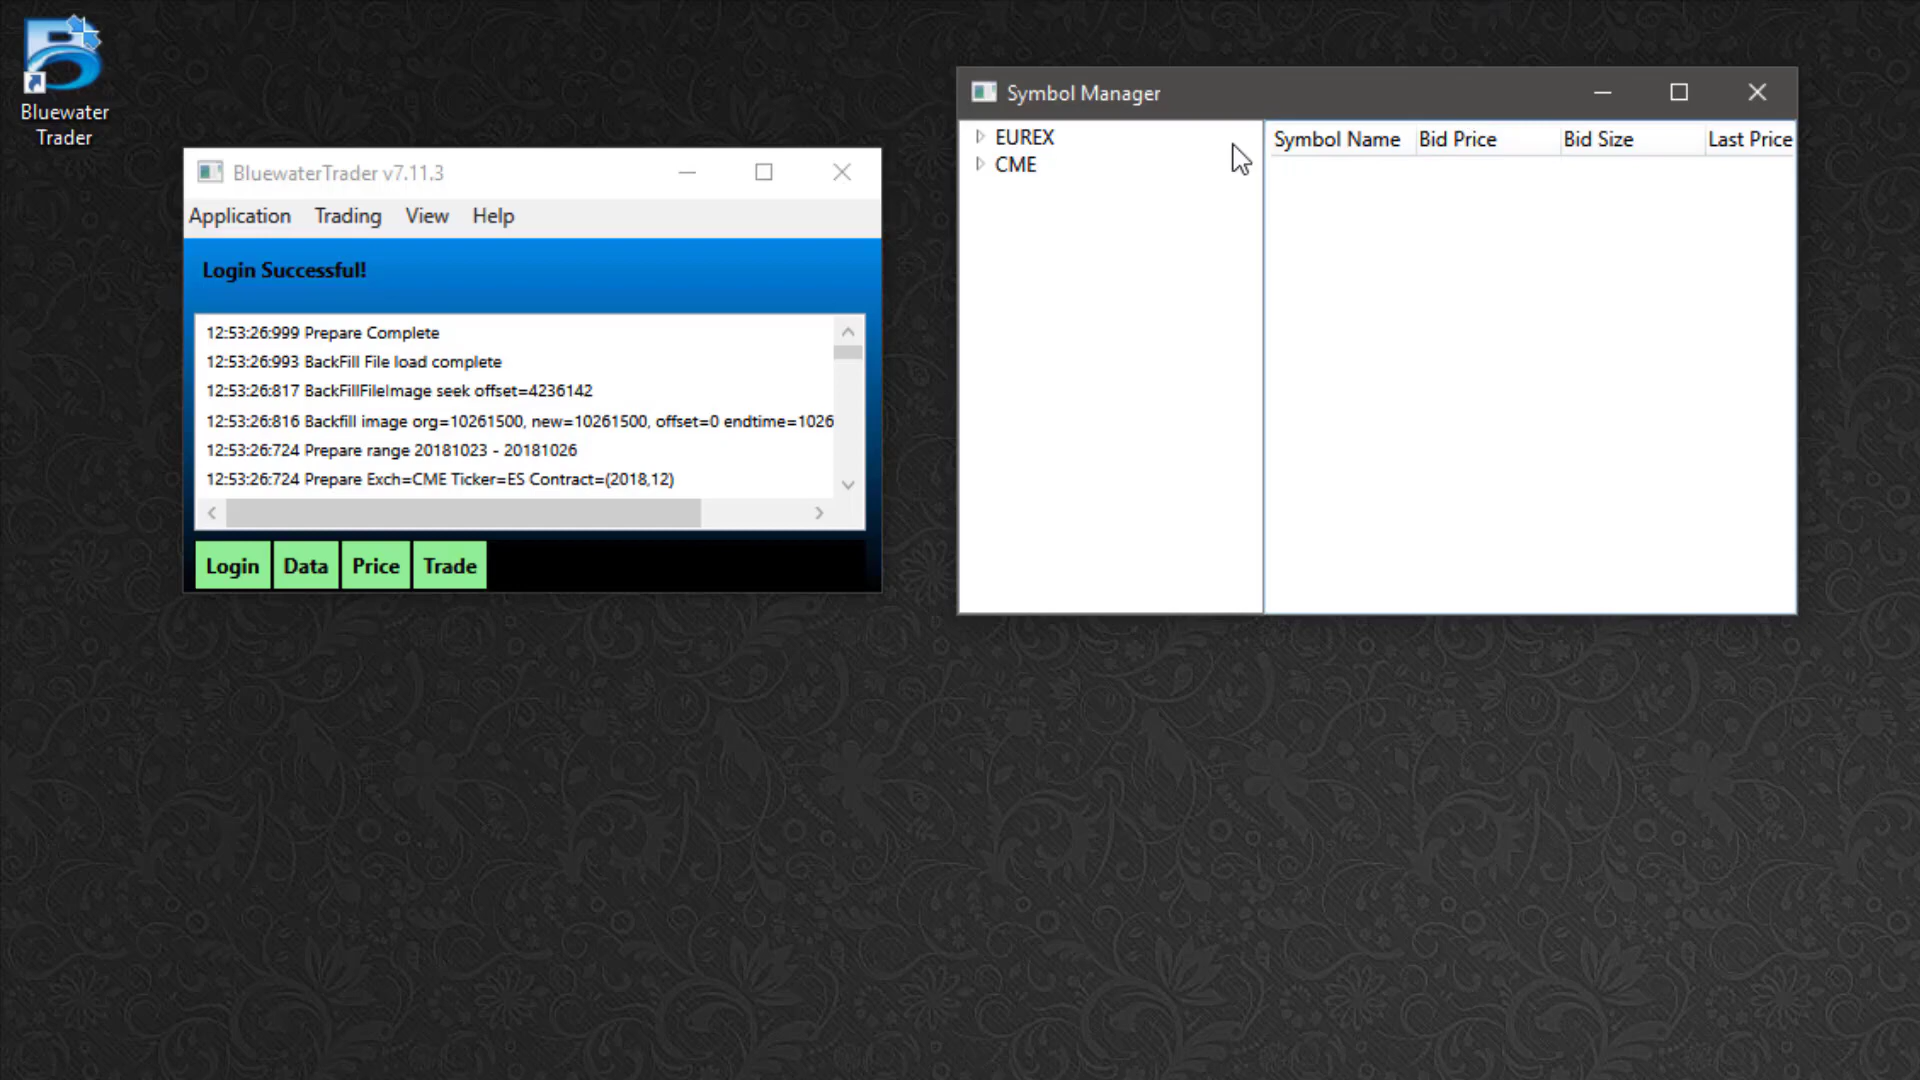 Bluewater
Trader
BluewaterTrader v7.11.3
Application Trading View Help
Login Successful!
12:53:26:999 Prepare Complete
12:53:26:993 BackFill File load complete
12:53:26:817 BackFillFileImage seek offset=4236142
12:53:26:816 Backfill image org=10261500, new=10261500, offset=0 endtime=1026
12:53:26:724 Prepare range 20181023 - 20181026
12:53:26:724 Prepare Exch=CME Ticker=ES Contract=(2018,12)
Login Data Price Trade
Symbol Manager
EUREX
CME
Symbol Name Bid Price Bid Size Last Price